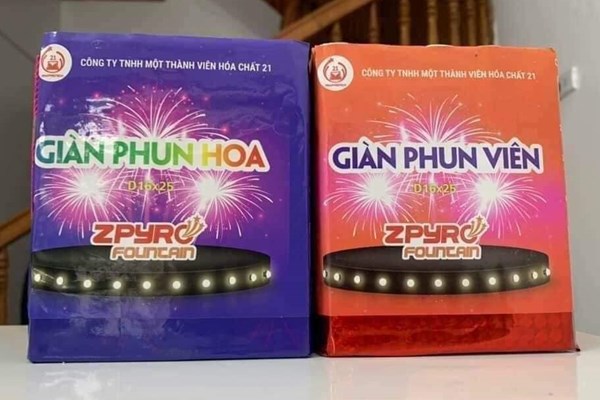 CÔNG TY TNHH MỘT THÀNH VIÊN HÓA CHẤT 21
GIÀN PHUN HOA
D16x25
ZPYRO
FOUNTAIN
CÔNG TY TNHH MỘT THÀNH VIÊN HÓA CHẤT 21
GIÀN PHUN VIÊN
D16x25
ZPYRO
FOUNTAIN